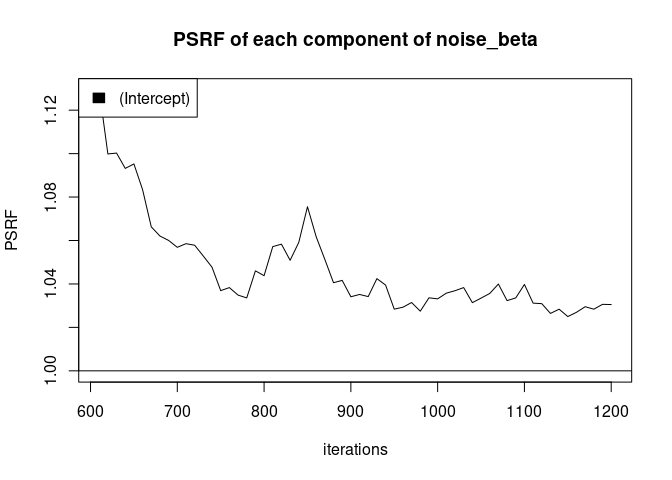 PSRF of each component of noise_beta
(Intercept)
PSRF
1.12
1.08
1.04
1.00
600 700 800 900 1000 1100 1200
iterations